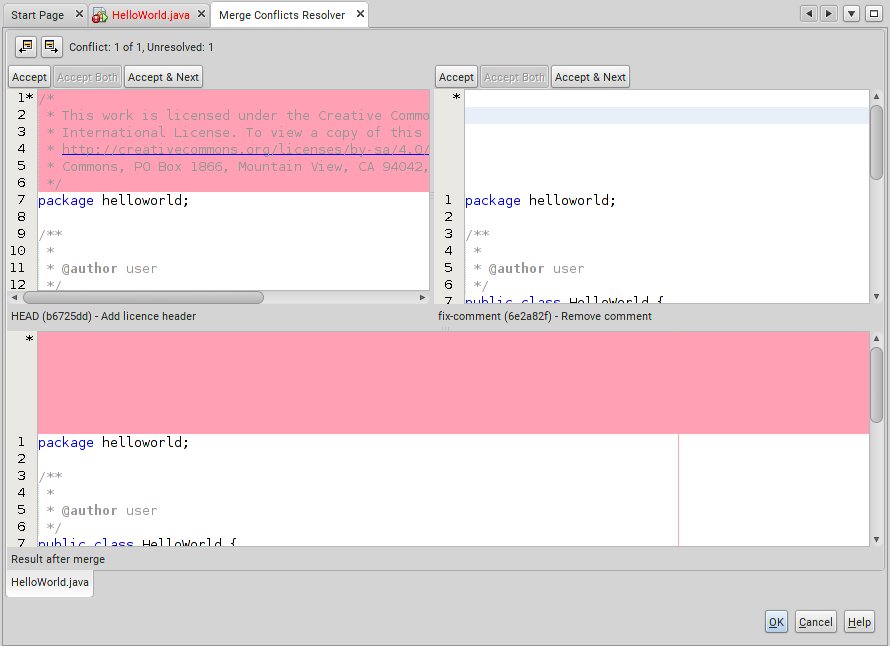 Start Page
HelloWorld.java
Merge Conflicts Resolver
Conflict: 1 of 1, Unresolved: 1
Accept Accept Both Accept & Next
Accept Accept Both Accept & Next
1* /*
2 * This work is licensed under the Creative Commo
3 * International License. To view a copy of this
4 * http://creativecommons.org/licenses/by-sa/4.0/
5 * Commons, PO Box 1866, Mountain View, CA 94042,
6 */
7 package helloworld;
8
9 /**
10 *
11 * @author user
12 */
HEAD (b6725dd) - Add licence header
*
1 package helloworld;
2
3 /**
4 *
5 * @author user
6 */
7 public class HelloWorld {
fix-comment (6e2a82f) - Remove comment
*
1 package helloworld;
2
3 /**
4 *
5 * @author user
6 */
7 public class HelloWorld {
Result after merge
HelloWorld.java
OK Cancel Help